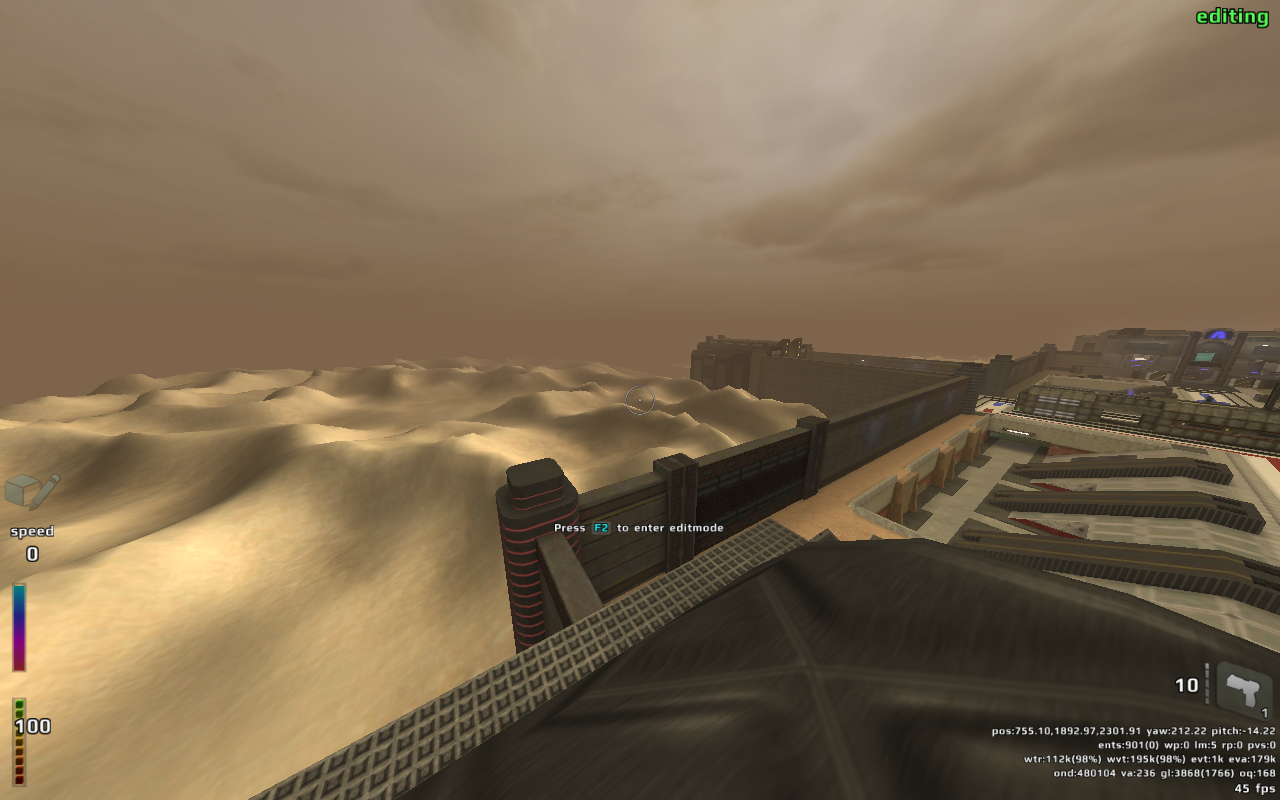 editing
Press F2 to enter editmode
speed
0
100
10
1
pos:755.10,1892.97,2301.91 yaw:212.22 pitch:-14.22
ents:901(0) wp:0 lm:5 rp:0 pvs:0
wtr:112k(98%) wvt:195k(98%) evt:1k eva:179k
ond:480104 va:236 gl:3868(1766) oq:168
45 fps